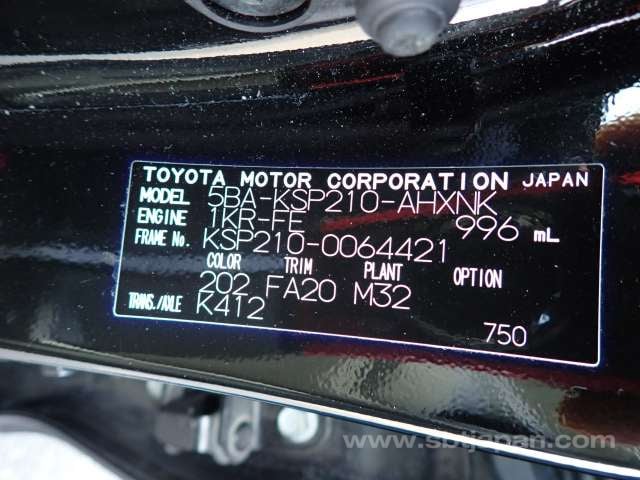 TOYOTA MOTOR CORPORATION JAPAN
MODEL 5BA-KSP210-AHXNK
ENGINE 1KR-FE 996 mL
FRAME No. KSP210-0064421
COLOR TRIM PLANT OPTION
202 FA20 M32
TRANS./AXLE K412
750
www.sbtjapan.com